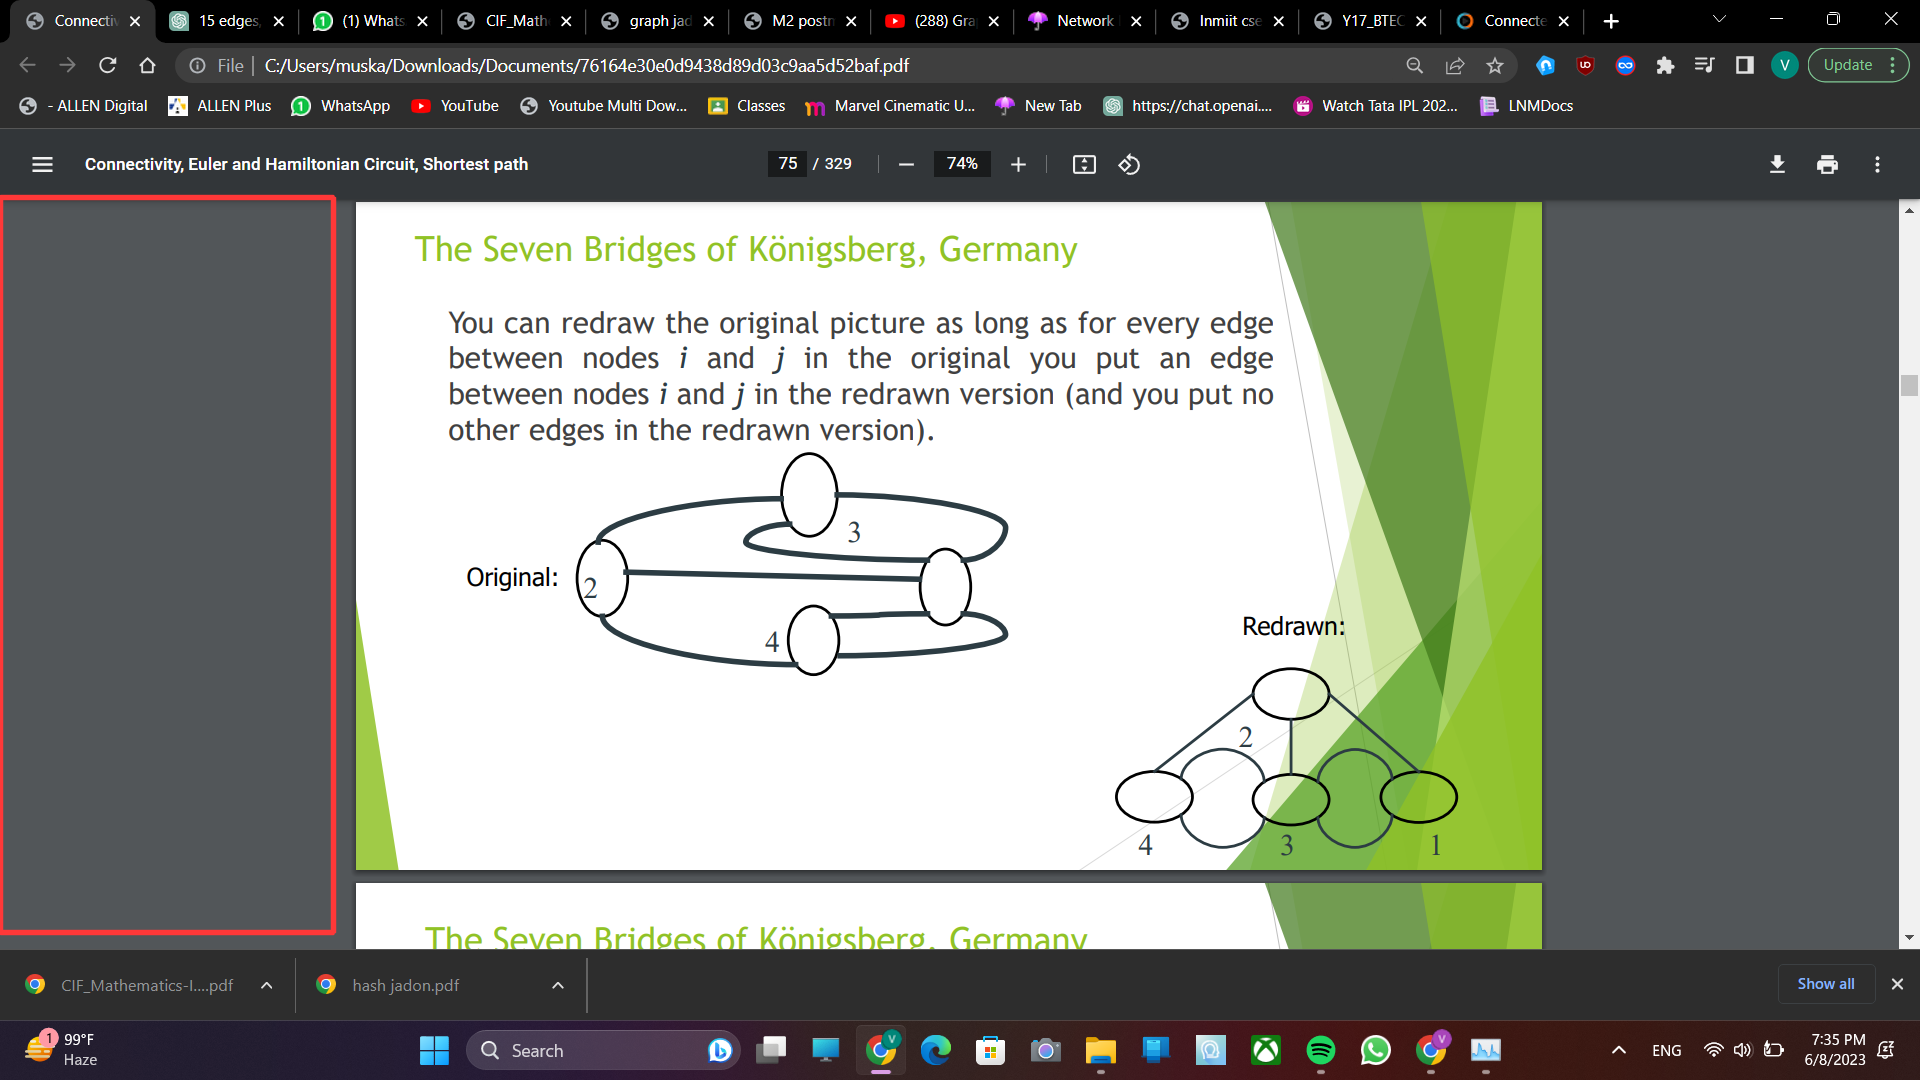 Connectiv
15 edges,
(1) Whats
CIF_Math
graph jad
M2 postm
(288) Gra
Network
lnmiit cse
Y17_BTEC
Connecte
File
C:/Users/muska/Downloads/Documents/76164e30e0d9438d89d03c9aa5d52baf.pdf
V
Update
- ALLEN Digital
ALLEN Plus
WhatsApp
YouTube
Youtube Multi Dow...
Classes
Marvel Cinematic U...
New Tab
https://chat.openai....
Watch Tata IPL 202...
LNMDocs
Connectivity, Euler and Hamiltonian Circuit, Shortest path
75 / 329
74%
The Seven Bridges of Königsberg, Germany
You can redraw the original picture as long as for every edge
between nodes i and j in the original you put an edge
between nodes i and j in the redrawn version (and you put no
other edges in the redrawn version).
3
Original:
2
4
Redrawn:
2
4
3
1
The Seven Bridges of Königsberg, Germany
CIF_Mathematics-I....pdf
hash jadon.pdf
Show all
1
99°F
Haze
Search
V
V
ENG
7:35 PM
6/8/2023